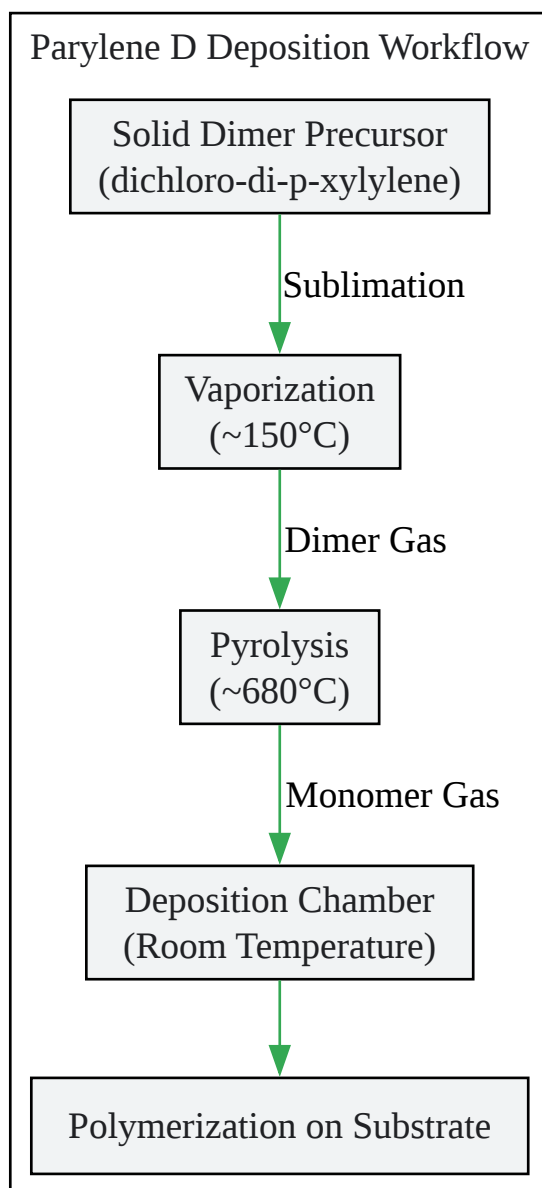 Parylene D Deposition Workflow
Solid Dimer Precursor
(dichloro-di-p-xylylene)
Sublimation
Vaporization
(~150°C)
Dimer Gas
Pyrolysis
(~680°C)
Monomer Gas
Deposition Chamber
(Room Temperature)
Polymerization on Substrate